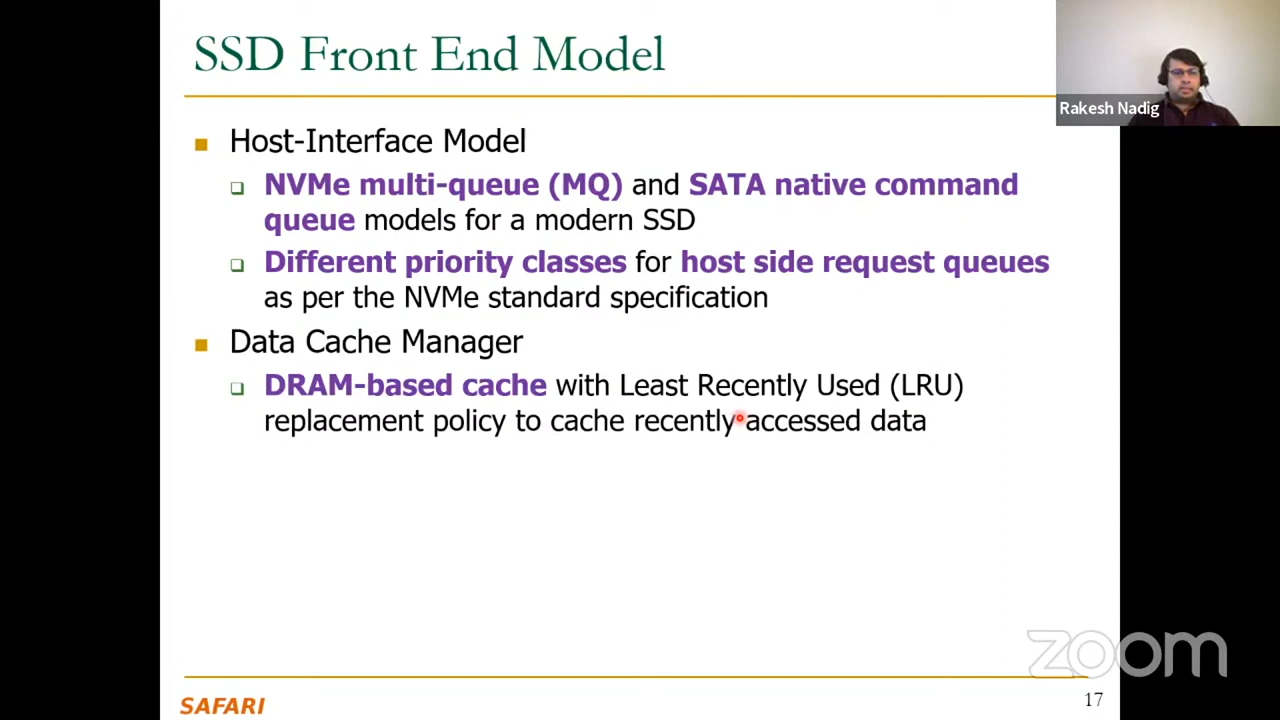 SSD Front End Model
Rakesh Nadig
Host-Interface Model
NVMe multi-queue (MQ) and SATA native command
queue models for a modern SSD
Different priority classes for host side request queues
as per the NVMe standard specification
Data Cache Manager
DRAM-based cache with Least Recently Used (LRU)
replacement policy to cache recently accessed data
zoom
SAFARI
17